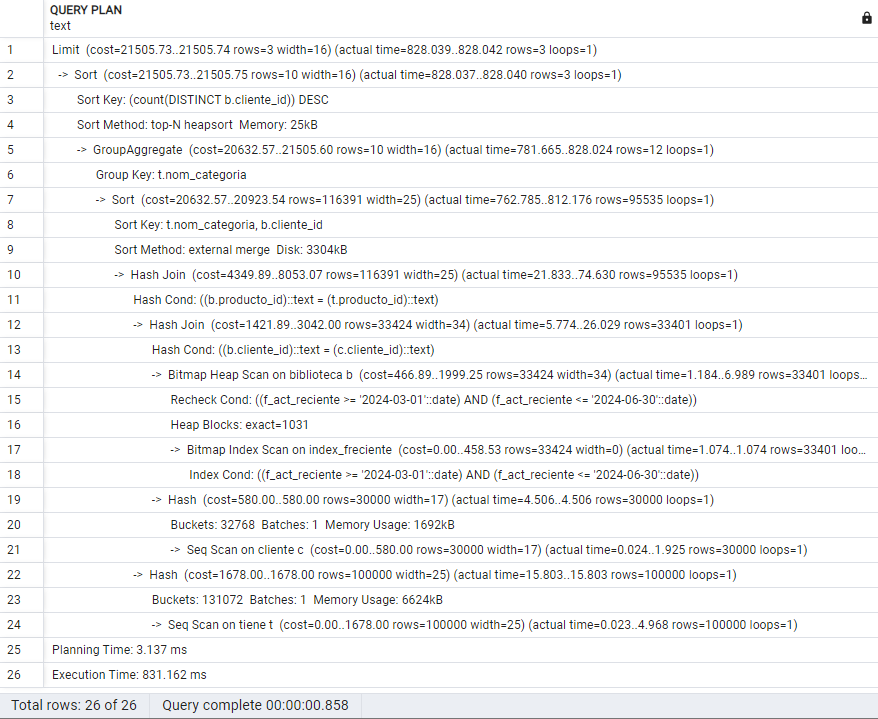 QUERY PLAN
text
1 Limit (cost=21505.73..21505.74 rows=3 width=16) (actual time=828.039..828.042 rows=3 loops=1)
2 -> Sort (cost=21505.73..21505.75 rows=10 width=16) (actual time=828.037..828.040 rows=3 loops=1)
3 Sort Key: (count(DISTINCT b.cliente_id)) DESC
4 Sort Method: top-N heapsort Memory: 25kB
5 -> GroupAggregate (cost=20632.57..21505.60 rows=10 width=16) (actual time=781.665..828.024 rows=12 loops=1)
6 Group Key: t.nom_categoria
7 -> Sort (cost=20632.57..20923.54 rows=116391 width=25) (actual time=762.785..812.176 rows=95535 loops=1)
8 Sort Key: t.nom_categoria, b.cliente_id
9 Sort Method: external merge Disk: 3304kB
10 -> Hash Join (cost=4349.89..8053.07 rows=116391 width=25) (actual time=21.833..74.630 rows=95535 loops=1)
11 Hash Cond: ((b.producto_id)::text = (t.producto_id)::text)
12 -> Hash Join (cost=1421.89..3042.00 rows=33424 width=34) (actual time=5.774..26.029 rows=33401 loops=1)
13 Hash Cond: ((b.cliente_id)::text = (c.cliente_id)::text)
14 -> Bitmap Heap Scan on biblioteca b (cost=466.89..1999.25 rows=33424 width=34) (actual time=1.184..6.989 rows=33401 loops...
15 Recheck Cond: ((f_act_reciente >= '2024-03-01'::date) AND (f_act_reciente <= '2024-06-30'::date))
16 Heap Blocks: exact=1031
17 -> Bitmap Index Scan on index_freciente (cost=0.00..458.53 rows=33424 width=0) (actual time=1.074..1.074 rows=33401 loo...
18 Index Cond: ((f_act_reciente >= '2024-03-01'::date) AND (f_act_reciente <= '2024-06-30'::date))
19 -> Hash (cost=580.00..580.00 rows=30000 width=17) (actual time=4.506..4.506 rows=30000 loops=1)
20 Buckets: 32768 Batches: 1 Memory Usage: 1692kB
21 -> Seq Scan on cliente c (cost=0.00..580.00 rows=30000 width=17) (actual time=0.024..1.925 rows=30000 loops=1)
22 -> Hash (cost=1678.00..1678.00 rows=100000 width=25) (actual time=15.803..15.803 rows=100000 loops=1)
23 Buckets: 131072 Batches: 1 Memory Usage: 6624kB
24 -> Seq Scan on tiene t (cost=0.00..1678.00 rows=100000 width=25) (actual time=0.023..4.968 rows=100000 loops=1)
25 Planning Time: 3.137 ms
26 Execution Time: 831.162 ms
Total rows: 26 of 26 Query complete 00:00:00.858